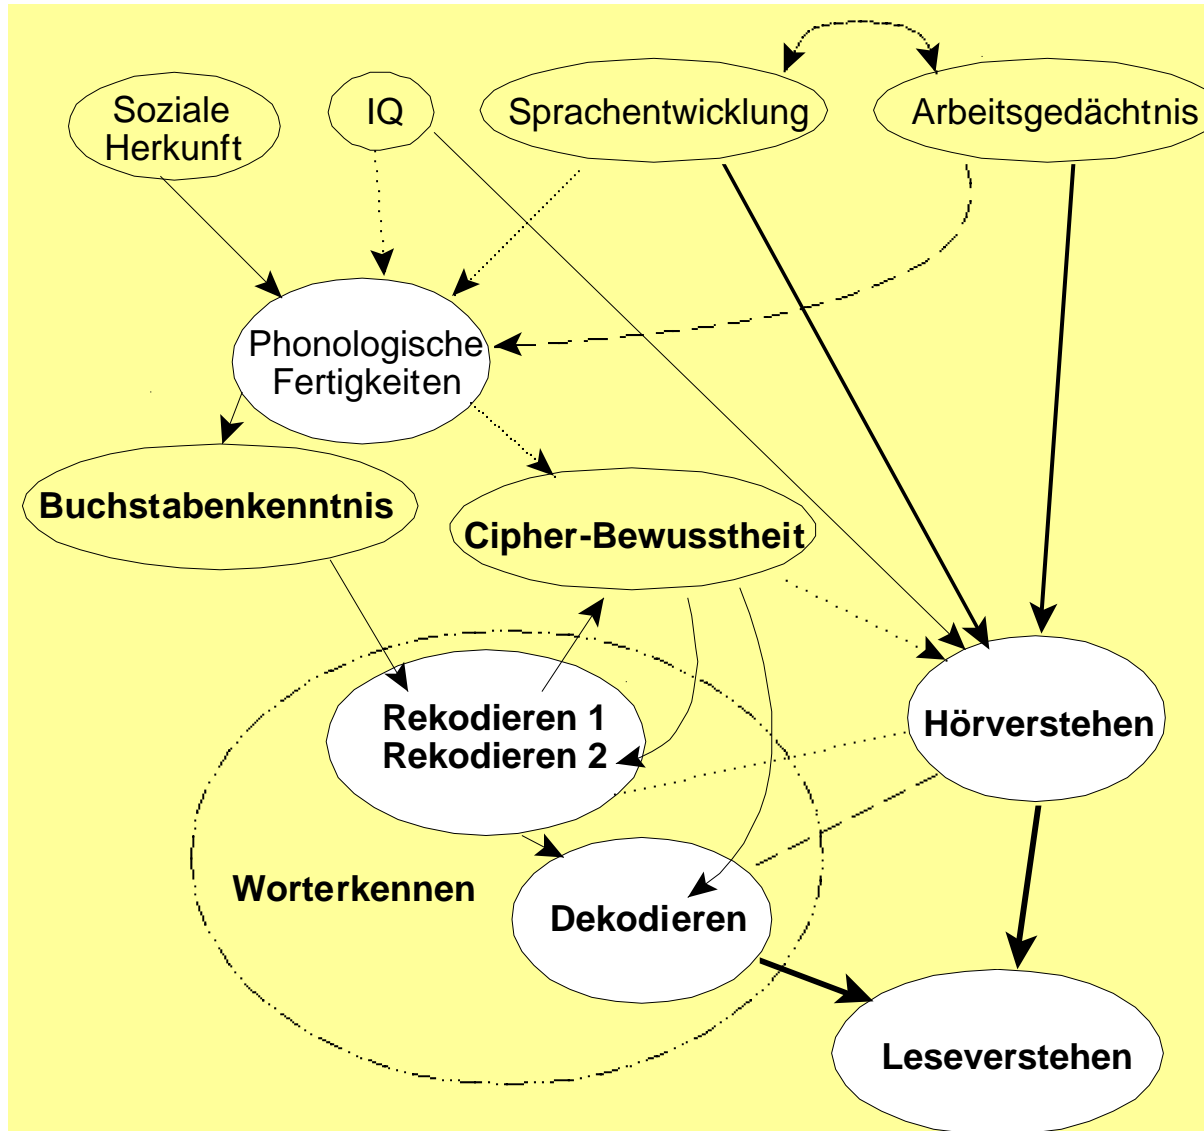 Soziale
Herkunft
IQ
Sprachentwicklung
Arbeitsgedächtnis
Phonologische
Fertigkeiten
Buchstabenkenntnis
Cipher-Bewusstheit
Rekodieren 1
Rekodieren 2
Hörverstehen
Worterkennen
Dekodieren
Leseverstehen